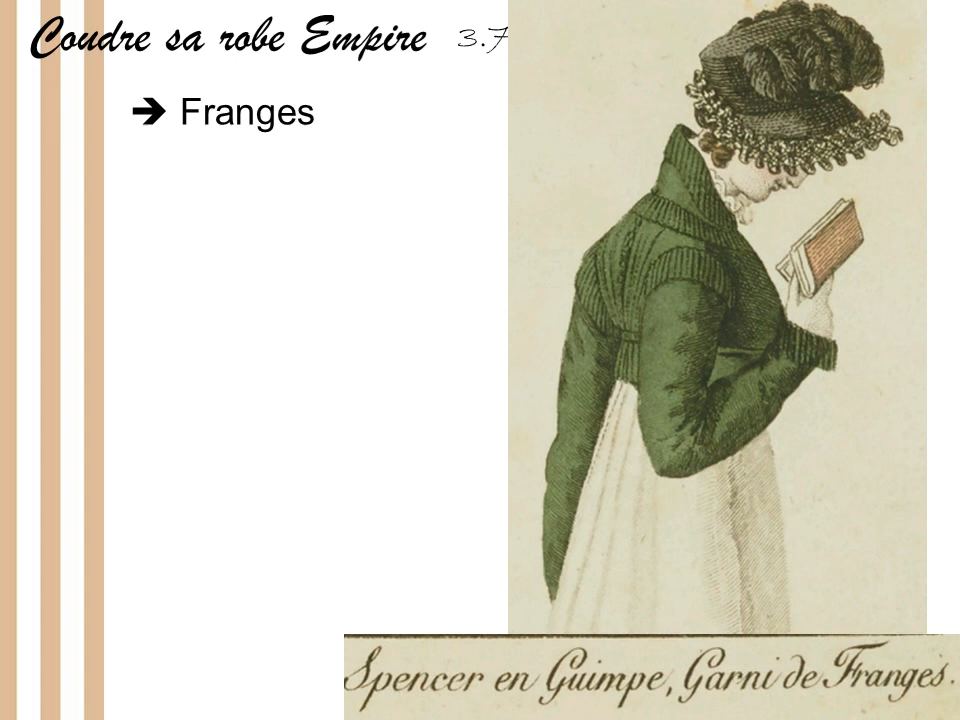 Coudre sa robe Empire 3.7
➔ Franges
Spencer en Guimpe, Garni de Franges.